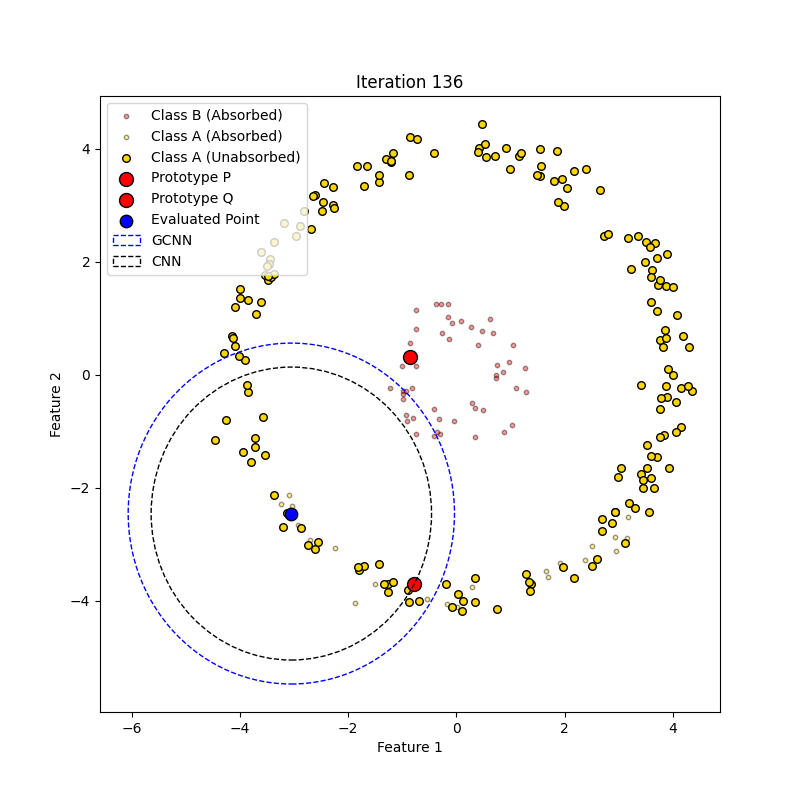 Iteration 136
Class B (Absorbed)
Class A (Absorbed)
Class A (Unabsorbed)
Prototype P
Prototype Q
Evaluated Point
GCNN
CNN
4
2
0
−2
−4
Feature 2
−6
−4
−2
0
2
4
Feature 1